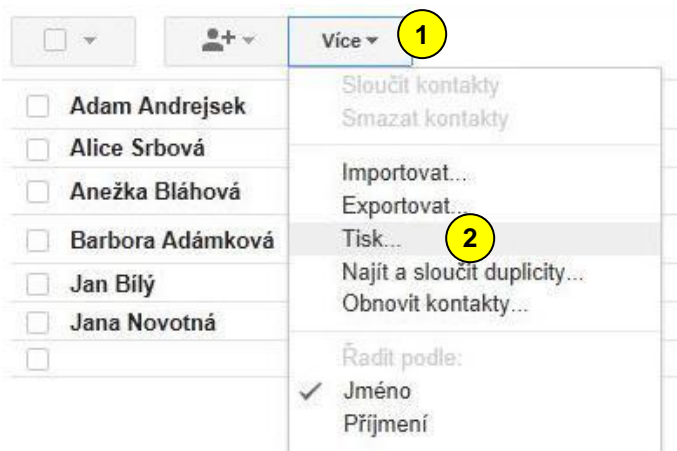 Více 1
Sloučit kontakty
Smazat kontakty
Adam Andrejsek
Alice Srbová
Anežka Bláhová
Barbora Adámková
Jan Bílý
Jana Novotná
Importovat...
Exportovat...
Tisk... 2
Najít a sloučit duplicity...
Obnovit kontakty...
Řadit podle:
Jméno
Příjmení